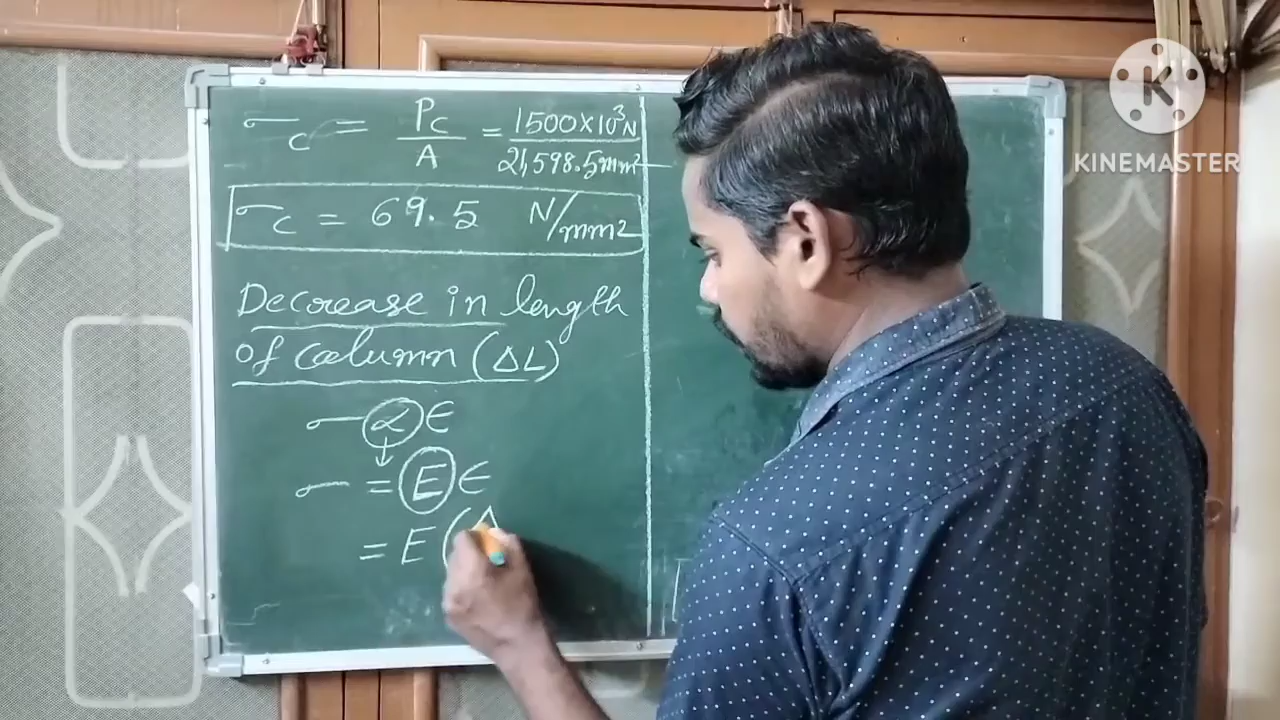 σc = Pc/A = 1500×10³N/21,598.5mm²
σc = 69.5 N/mm²
Decrease in length
of column (ΔL)
σ α ϵ
σ = E ϵ
= E (Δ
K
KINEMASTER